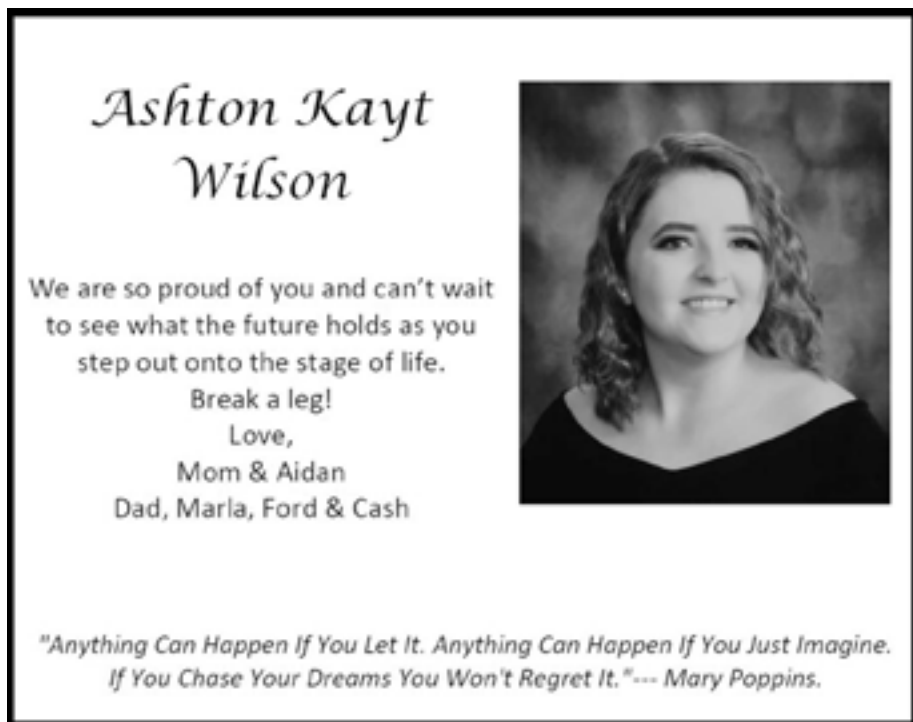 Ashton Kayt
Wilson
We are so proud of you and can't wait
to see what the future holds as you
step out onto the stage of life.
Break a leg!
Love,
Mom & Aidan
Dad, Marla, Ford & Cash
"Anything Can Happen If You Let It. Anything Can Happen If You Just Imagine.
If You Chase Your Dreams You Won't Regret It."--- Mary Poppins.